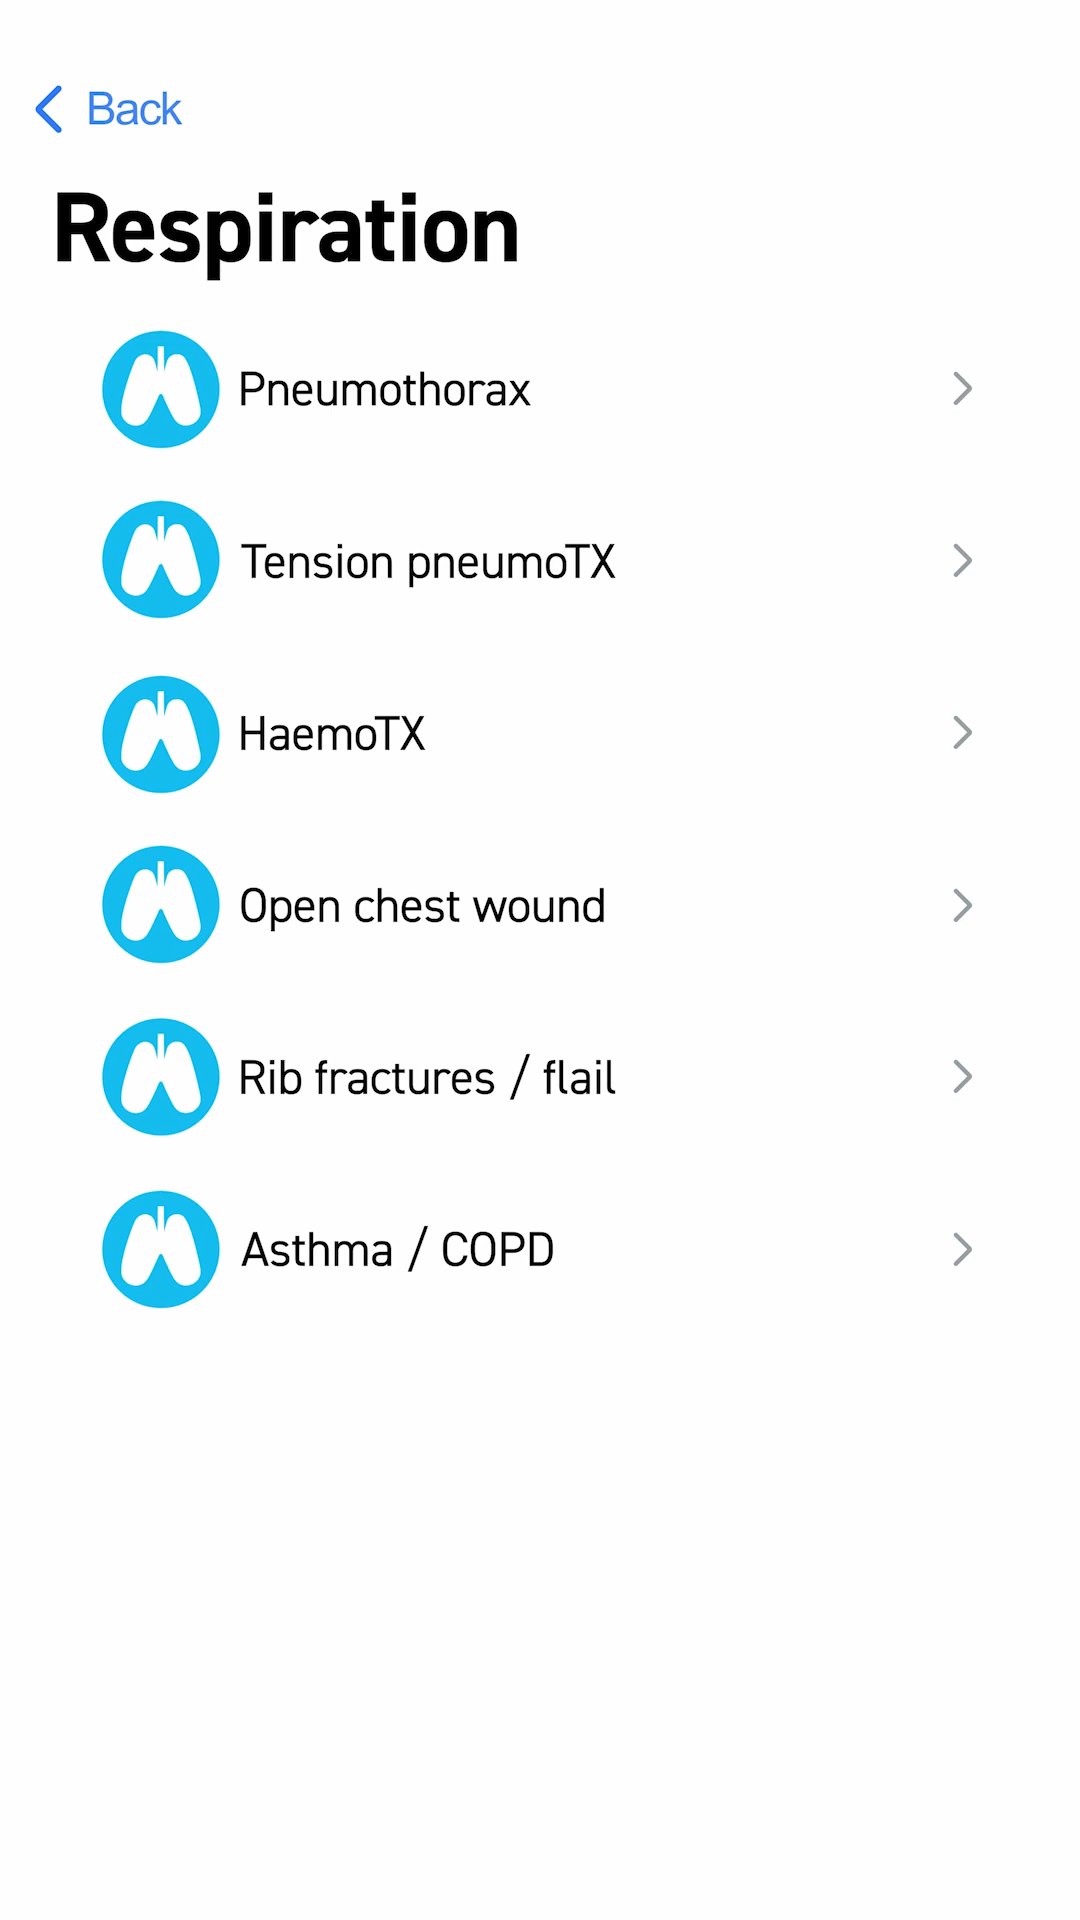 Back
Respiration
Pneumothorax
Tension pneumoTX
HaemoTX
Open chest wound
Rib fractures / flail
Asthma / COPD